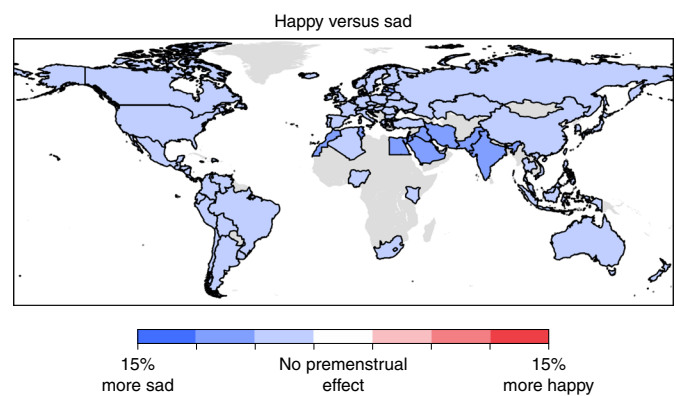 Happy versus sad
15%
more sad
No premenstrual
effect
15%
more happy